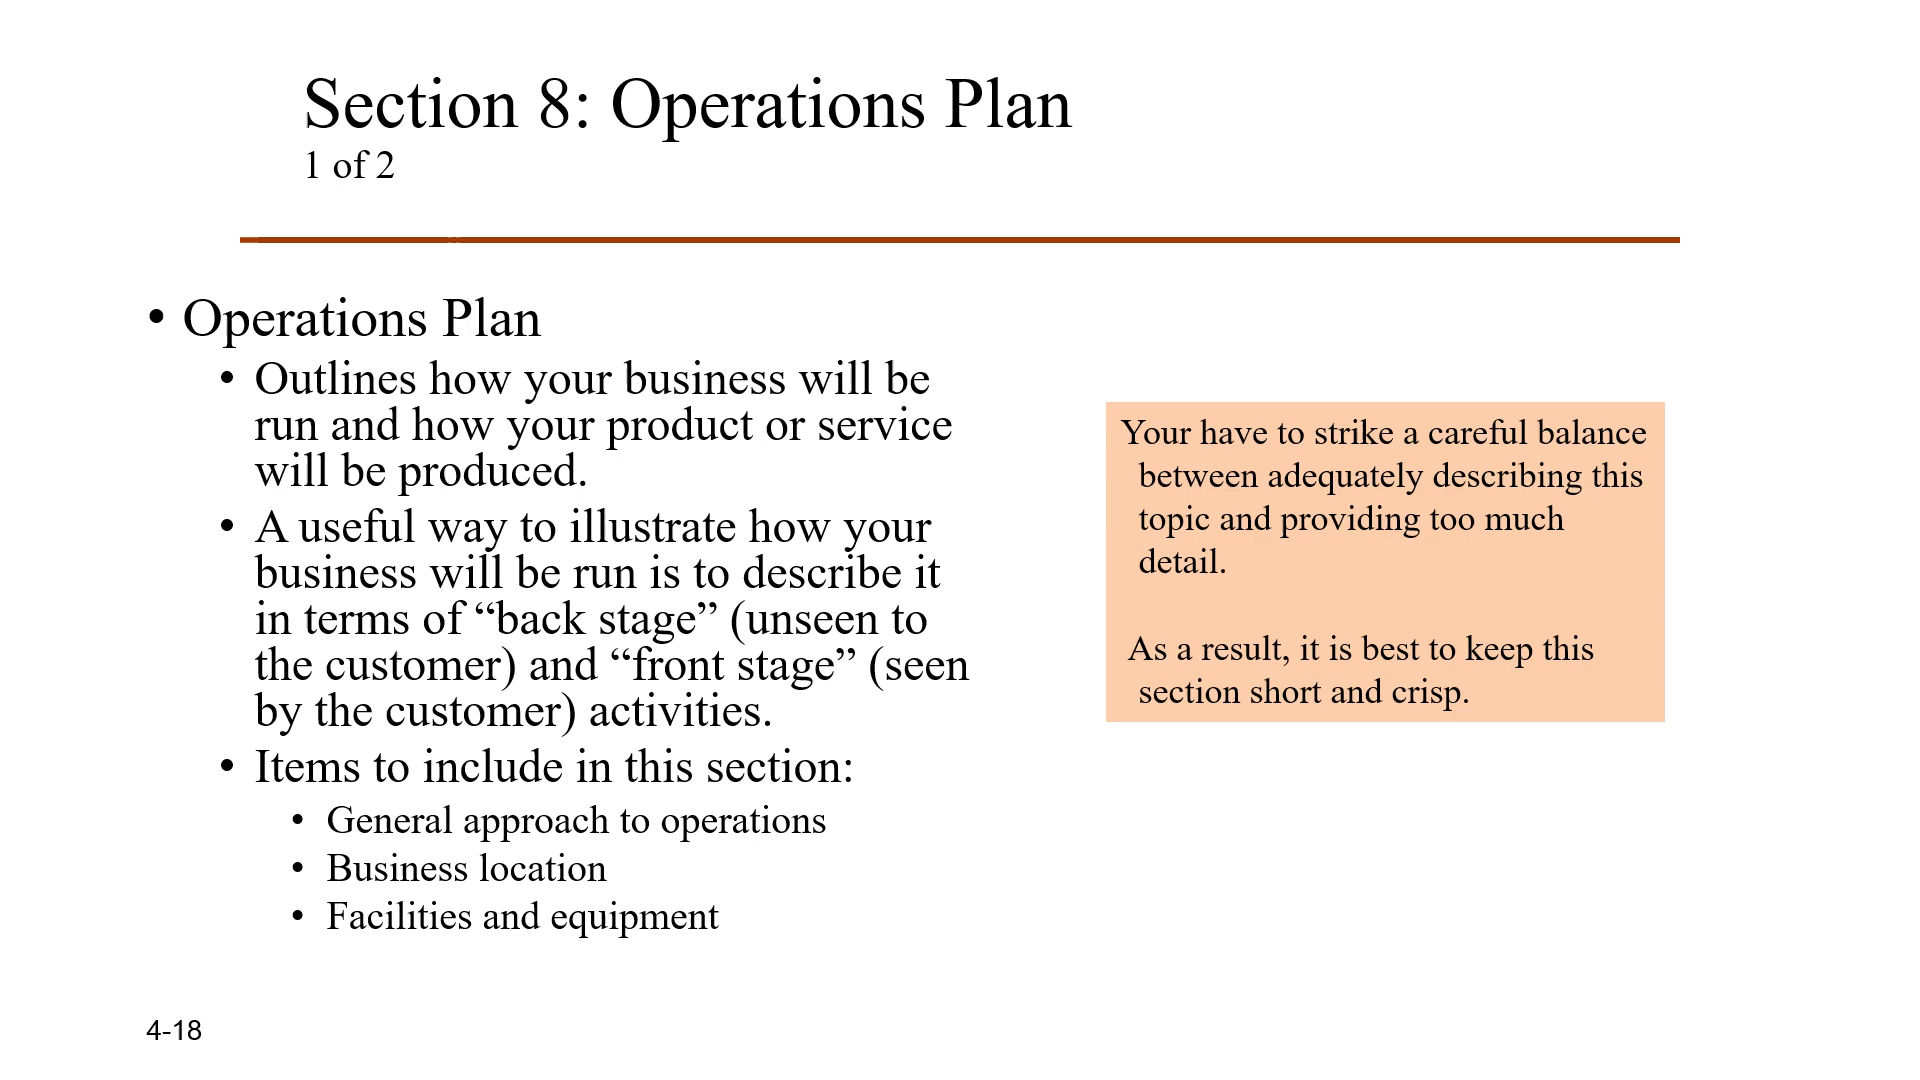 Section 8: Operations Plan
1 of 2
• Operations Plan
• Outlines how your business will be
run and how your product or service
will be produced.
• A useful way to illustrate how your
business will be run is to describe it
in terms of “back stage” (unseen to
the customer) and “front stage” (seen
by the customer) activities.
• Items to include in this section:
• General approach to operations
• Business location
• Facilities and equipment
Your have to strike a careful balance
between adequately describing this
topic and providing too much
detail.
As a result, it is best to keep this
section short and crisp.
4-18